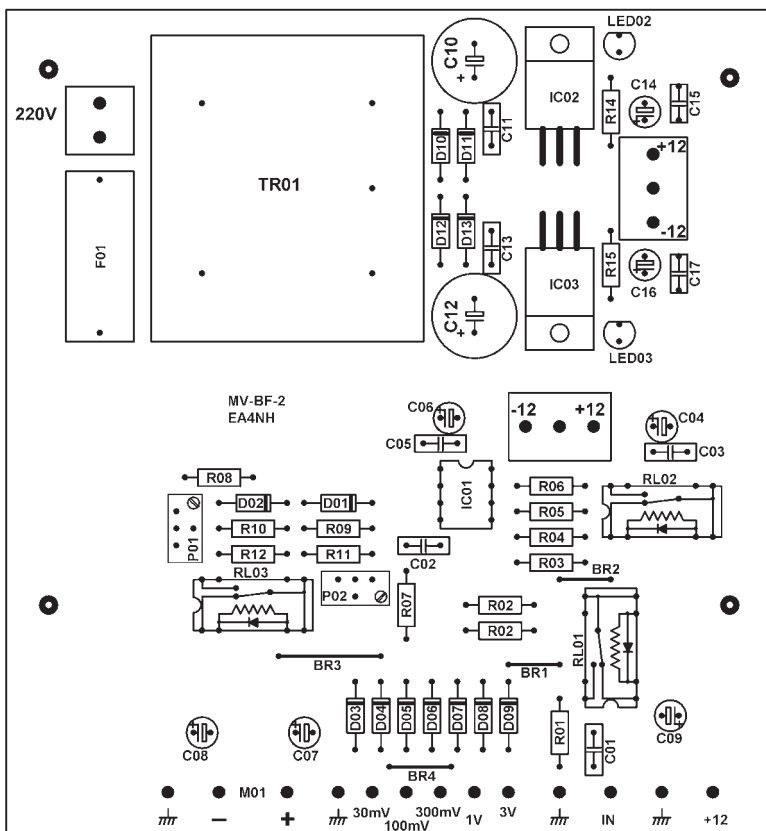 LED02
C10
IC02
C14
C15
R14
C11
220V
D10
D11
+12
TR01
-12
D12
D13
C13
R15
F01
IC03
C16
C17
C12
LED03
MV-BF-2
EA4NH
C06
-12
+12
C04
C05
C03
R08
IC01
RL02
R06
D02
D01
R05
P01
R10
R09
R04
R12
R11
C02
R03
RL03
BR2
P02
R07
R02
R02
RL01
BR3
BR1
D03
D04
D05
D06
D07
D08
D09
R01
C01
C08
C07
C09
BR4
M01
−
+
30mV
100mV
300mV
1V
3V
IN
+12